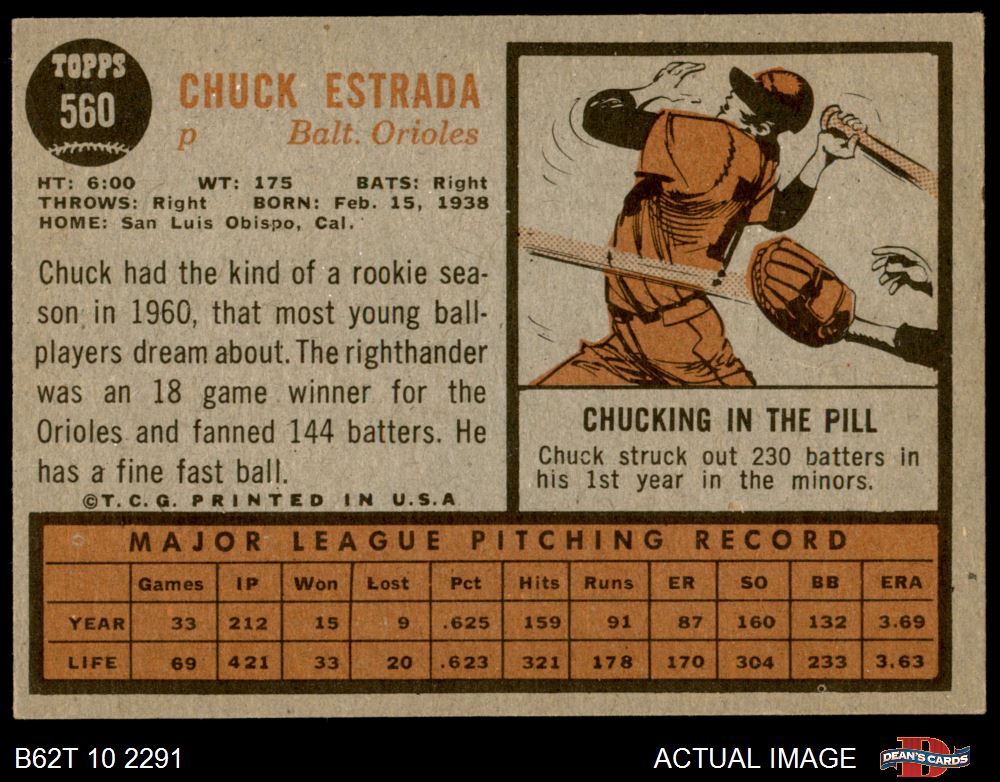 TOPPS
560
CHUCK ESTRADA
p Balt. Orioles
HT: 6:00 WT: 175 BATS: Right
THROWS: Right BORN: Feb. 15, 1938
HOME: San Luis Obispo, Cal.
Chuck had the kind of a rookie sea-
son in 1960, that most young ball-
players dream about. The righthander
was an 18 game winner for the
Orioles and fanned 144 batters. He
has a fine fast ball.
©T.C.G. PRINTED IN U.S.A
CHUCKING IN THE PILL
Chuck struck out 230 batters in
his 1st year in the minors.
MAJOR LEAGUE PITCHING RECORD
Games IP Won Lost Pct Hits Runs ER SO BB ERA
YEAR 33 212 15 9 .625 159 91 87 160 132 3.69
LIFE 69 421 33 20 .623 321 178 170 304 233 3.63
B62T 10 2291 ACTUAL IMAGE DEAN'S CARDS